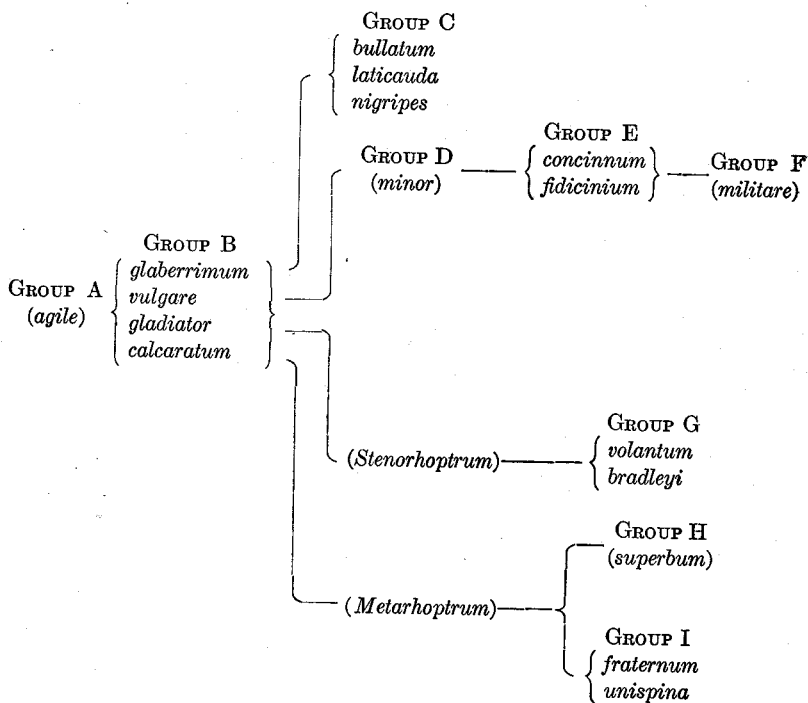 GROUP C
bullatum
laticauda
nigripes
GROUP D
(minor)
GROUP E
concinnum
fidicinium
GROUP F
(militare)
GROUP A
(agile)
GROUP B
glaberrimum
vulgare
gladiator
calcaratum
(Stenorhoptrum)
GROUP G
volantum
bradleyi
(Metarhoptrum)
GROUP H
(superbum)
GROUP I
fraternum
unispina